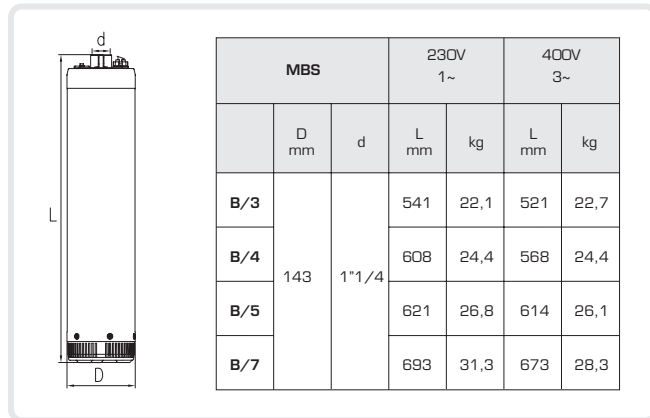 d
L
D
MBS 230V 400V
1~ 3~
D d L kg L kg
mm mm mm
B/3 541 22,1 521 22,7
B/4 608 24,4 568 24,4
143 1"1/4
B/5 621 26,8 614 26,1
B/7 693 31,3 673 28,3